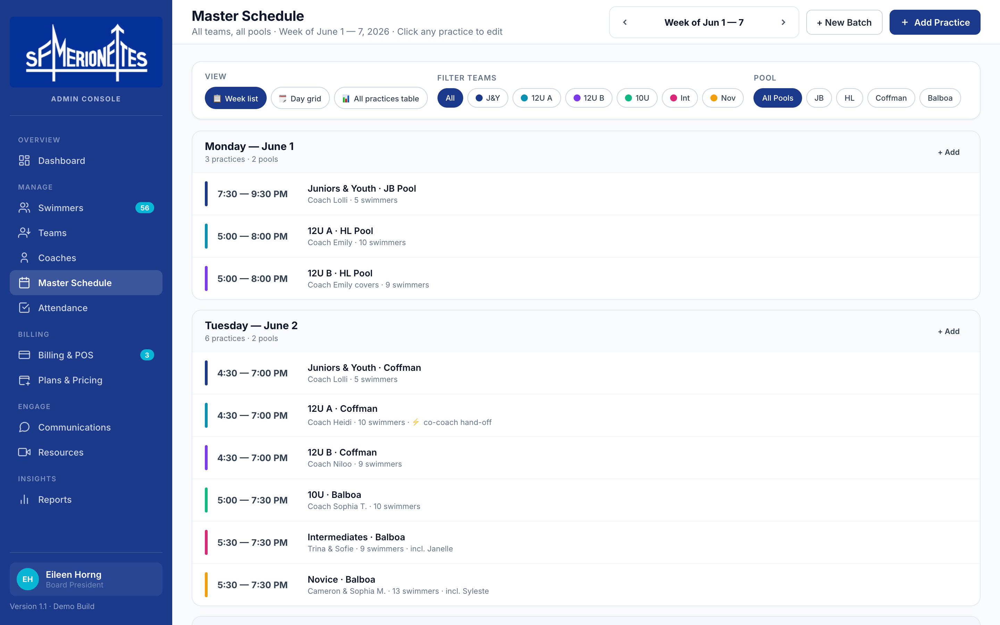 SF MERIONETTES
ADMIN CONSOLE
OVERVIEW
Dashboard
MANAGE
Swimmers 56
Teams
Coaches
Master Schedule
Attendance
BILLING
Billing & POS 3
Plans & Pricing
ENGAGE
Communications
Resources
INSIGHTS
Reports
EH Eileen Horng
Board President
Version 1.1 · Demo Build
Master Schedule
All teams, all pools · Week of June 1 — 7, 2026 · Click any practice to edit
‹ Week of Jun 1 — 7 ›
+ New Batch
+ Add Practice
VIEW
Week list Day grid All practices table
FILTER TEAMS
All J&Y 12U A 12U B 10U Int Nov
POOL
All Pools JB HL Coffman Balboa
Monday — June 1
3 practices · 2 pools
+ Add
7:30 — 9:30 PM
Juniors & Youth · JB Pool
Coach Lolli · 5 swimmers
5:00 — 8:00 PM
12U A · HL Pool
Coach Emily · 10 swimmers
5:00 — 8:00 PM
12U B · HL Pool
Coach Emily covers · 9 swimmers
Tuesday — June 2
6 practices · 2 pools
+ Add
4:30 — 7:00 PM
Juniors & Youth · Coffman
Coach Lolli · 5 swimmers
4:30 — 7:00 PM
12U A · Coffman
Coach Heidi · 10 swimmers · ⚡ co-coach hand-off
4:30 — 7:00 PM
12U B · Coffman
Coach Niloo · 9 swimmers
5:00 — 7:30 PM
10U · Balboa
Coach Sophia T. · 10 swimmers
5:30 — 7:30 PM
Intermediates · Balboa
Trina & Sofie · 9 swimmers · incl. Janelle
5:30 — 7:30 PM
Novice · Balboa
Cameron & Sophia M. · 13 swimmers · incl. Syleste